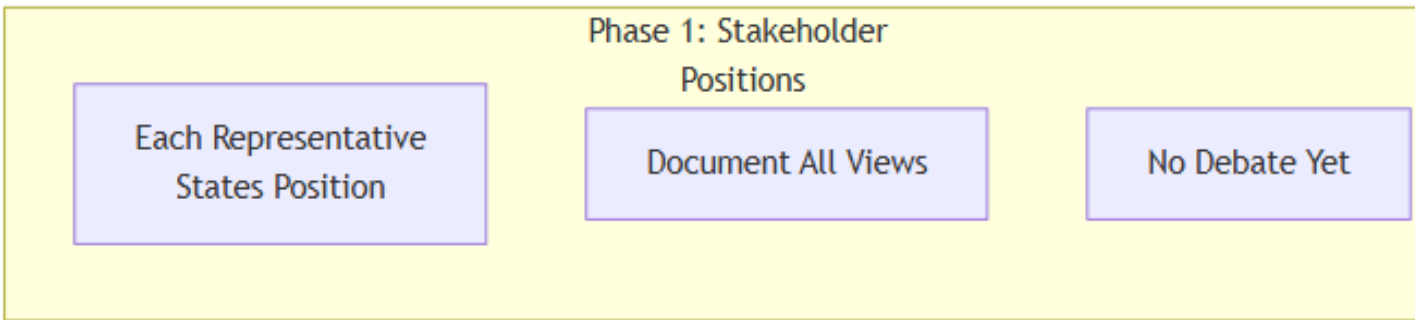 Phase 1: Stakeholder
Positions
Each Representative
States Position
Document All Views
No Debate Yet